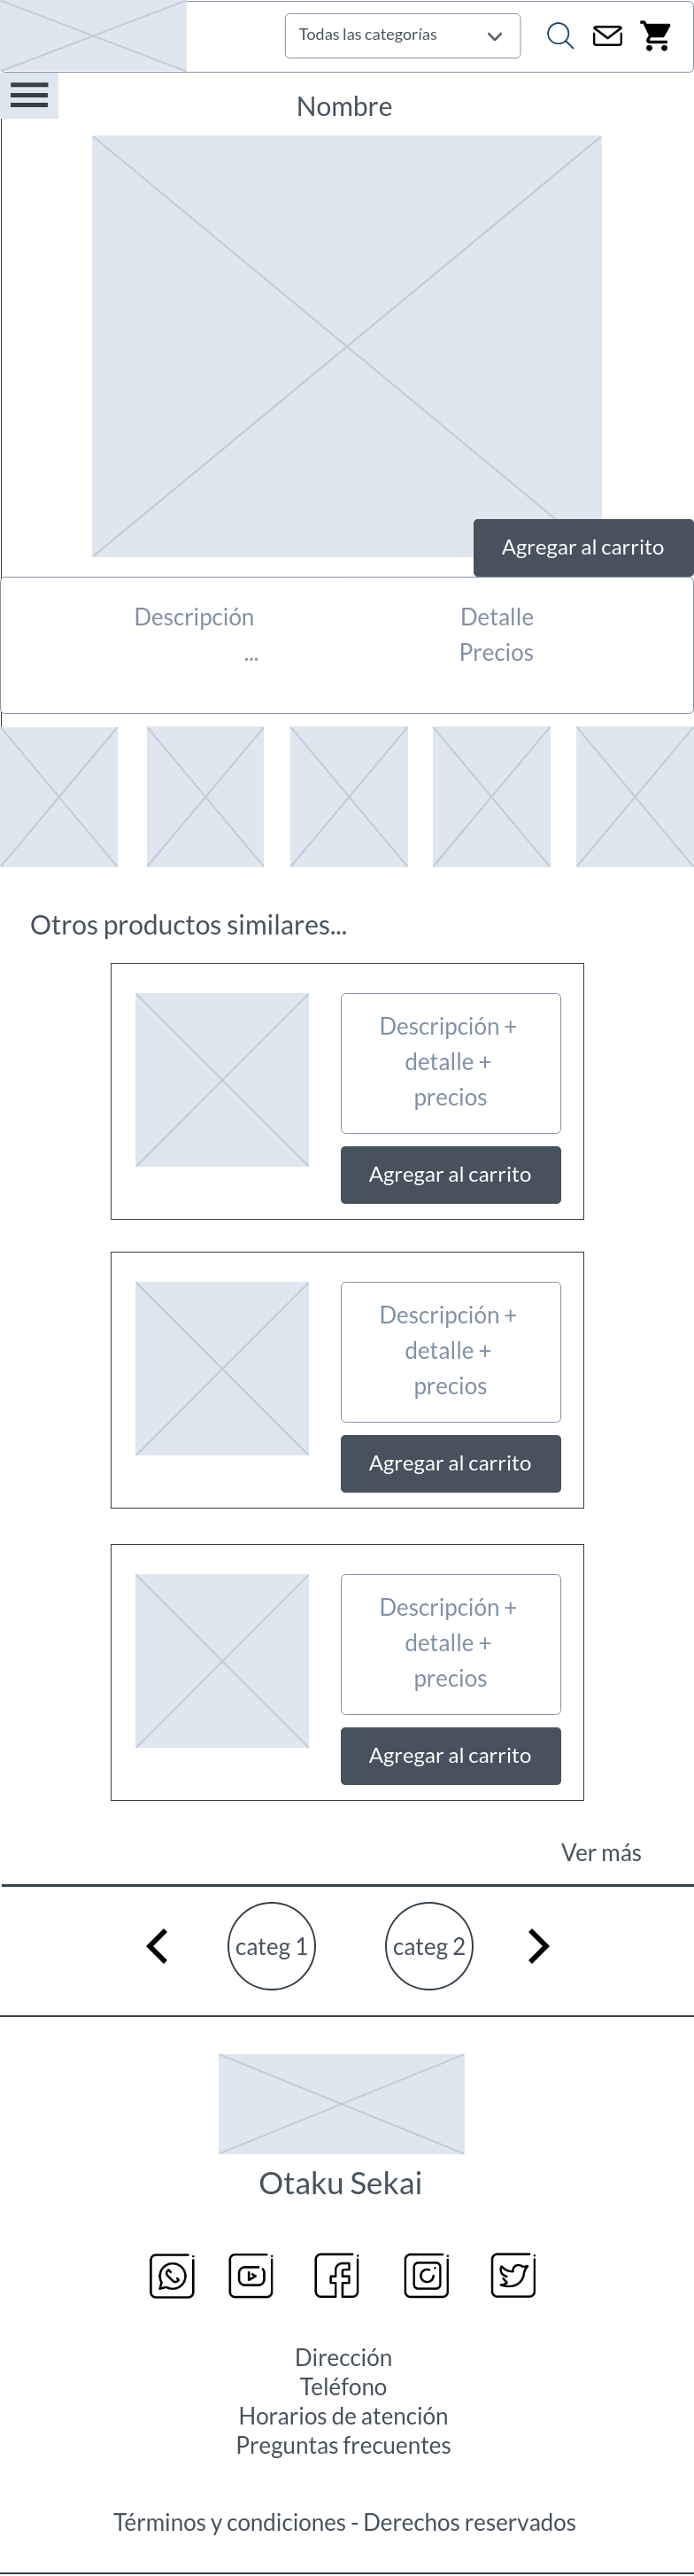 Todas las categorías
Nombre
Agregar al carrito
Descripción
...
Detalle
Precios
Otros productos similares...
Descripción +
detalle +
precios
Agregar al carrito
Descripción +
detalle +
precios
Agregar al carrito
Descripción +
detalle +
precios
Agregar al carrito
Ver más
categ 1
categ 2
Otaku Sekai
Dirección
Teléfono
Horarios de atención
Preguntas frecuentes
Términos y condiciones - Derechos reservados